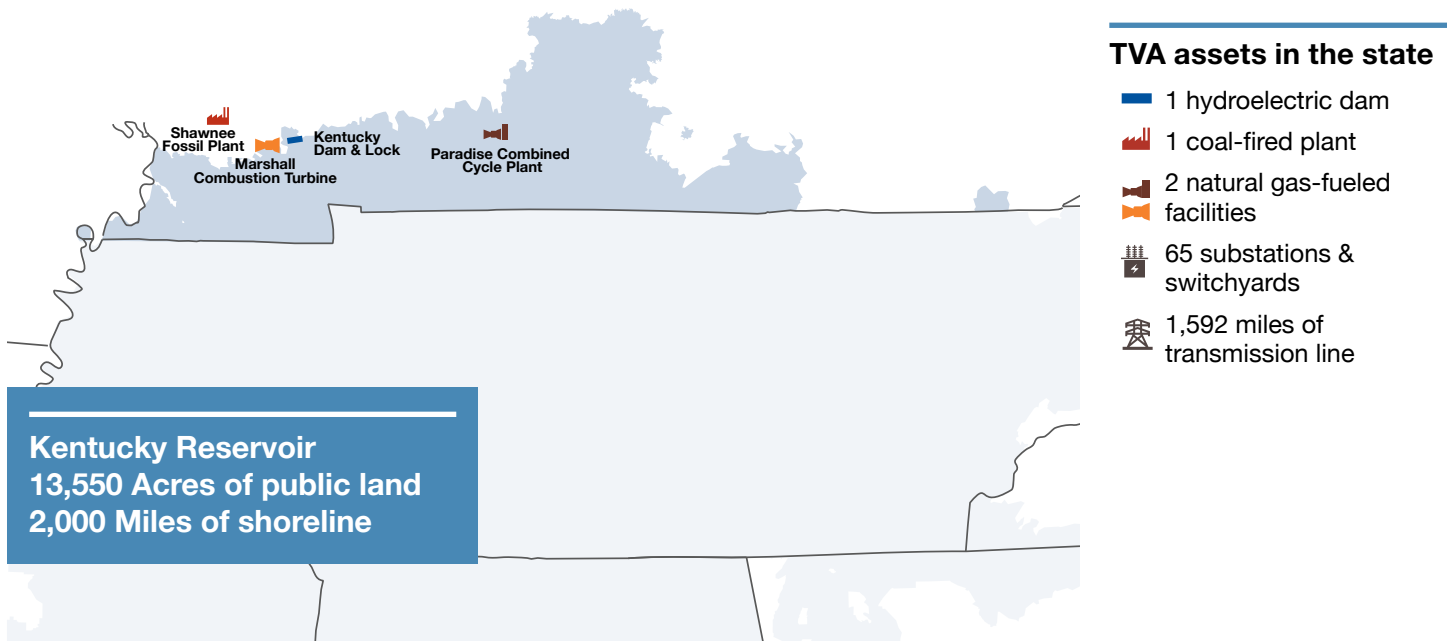 Shawnee
Fossil Plant
Marshall
Combustion Turbine
Kentucky
Dam & Lock
Paradise Combined
Cycle Plant
Kentucky Reservoir
13,550 Acres of public land
2,000 Miles of shoreline
TVA assets in the state
1 hydroelectric dam
1 coal-fired plant
2 natural gas-fueled
facilities
65 substations &
switchyards
1,592 miles of
transmission line